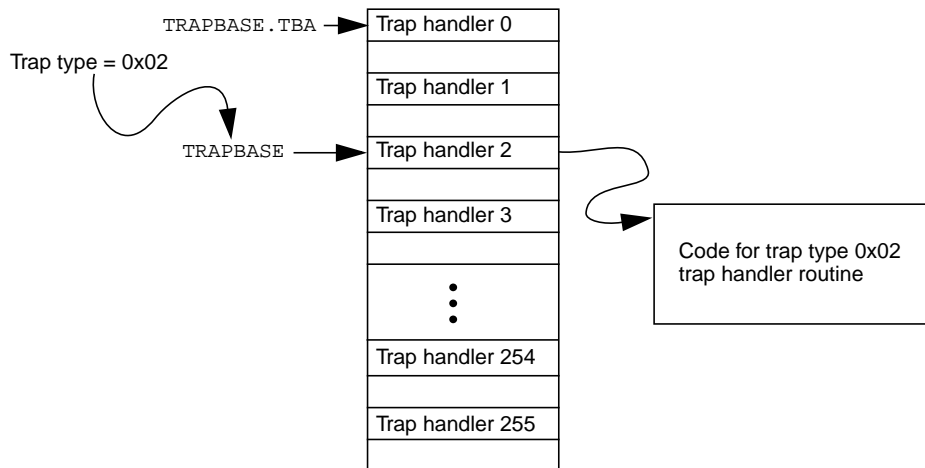 TRAPBASE.TBA
Trap handler 0
Trap type = 0x02
Trap handler 1
TRAPBASE
Trap handler 2
Trap handler 3
Code for trap type 0x02
trap handler routine
Trap handler 254
Trap handler 255